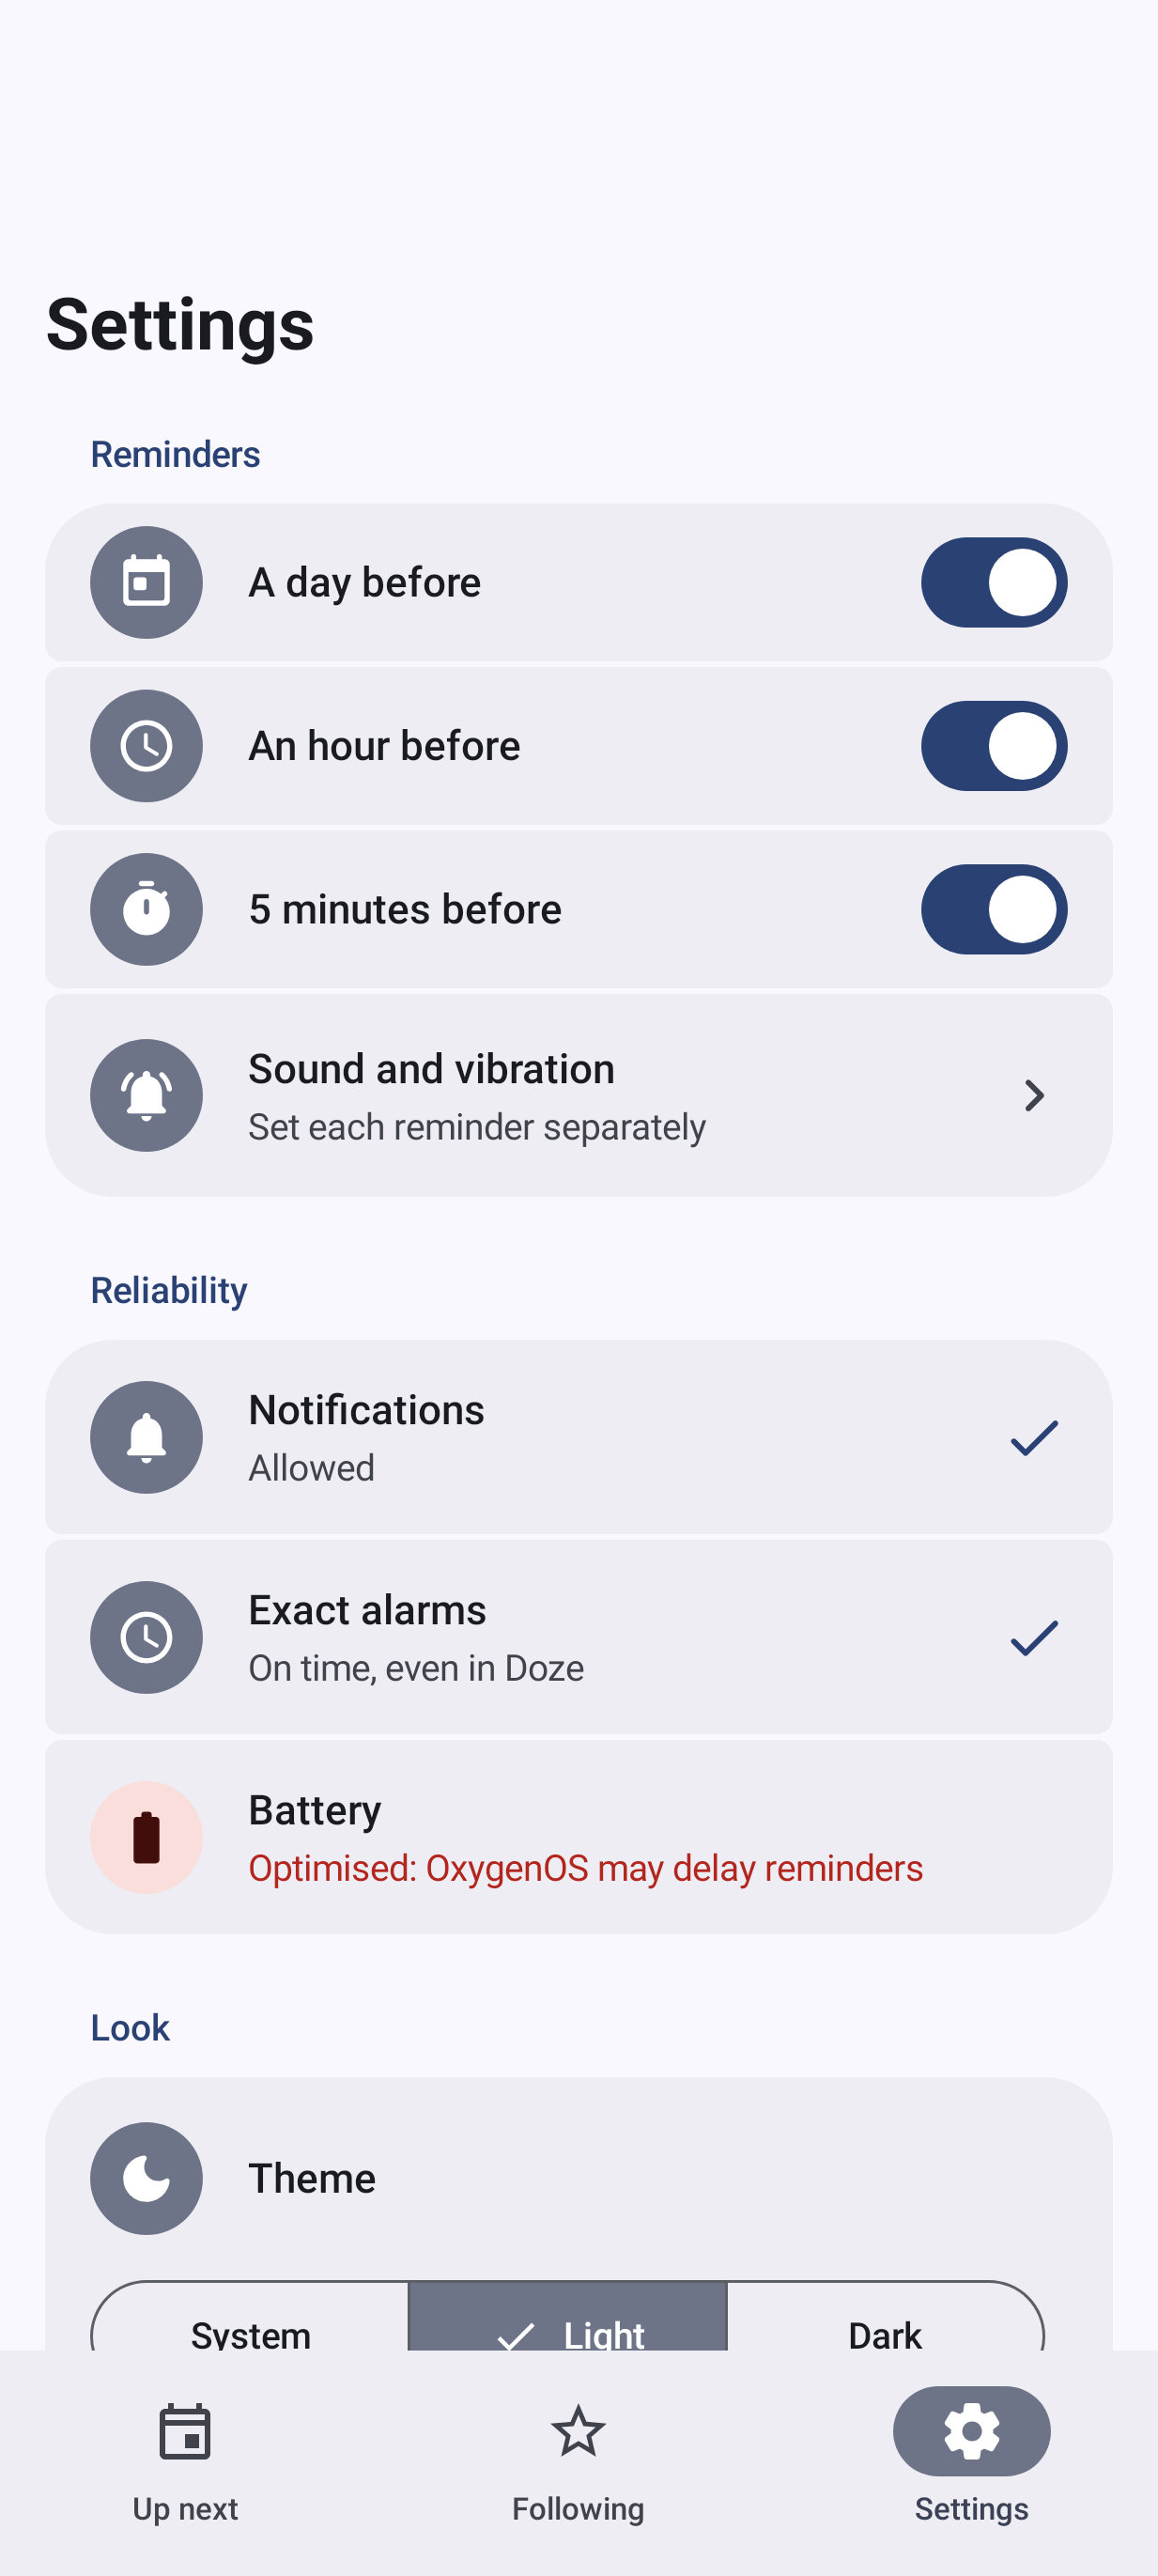 Settings
Reminders
A day before
An hour before
5 minutes before
Sound and vibration
Set each reminder separately
Reliability
Notifications
Allowed
Exact alarms
On time, even in Doze
Battery
Optimised: OxygenOS may delay reminders
Look
Theme
System
Light
Dark
Up next
Following
Settings